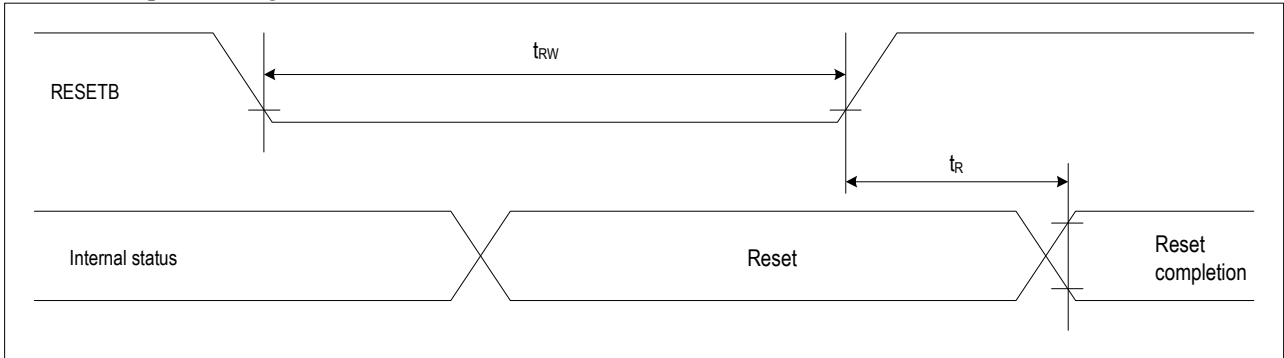 tRW
RESETB
tR
Internal status
Reset
Reset
completion